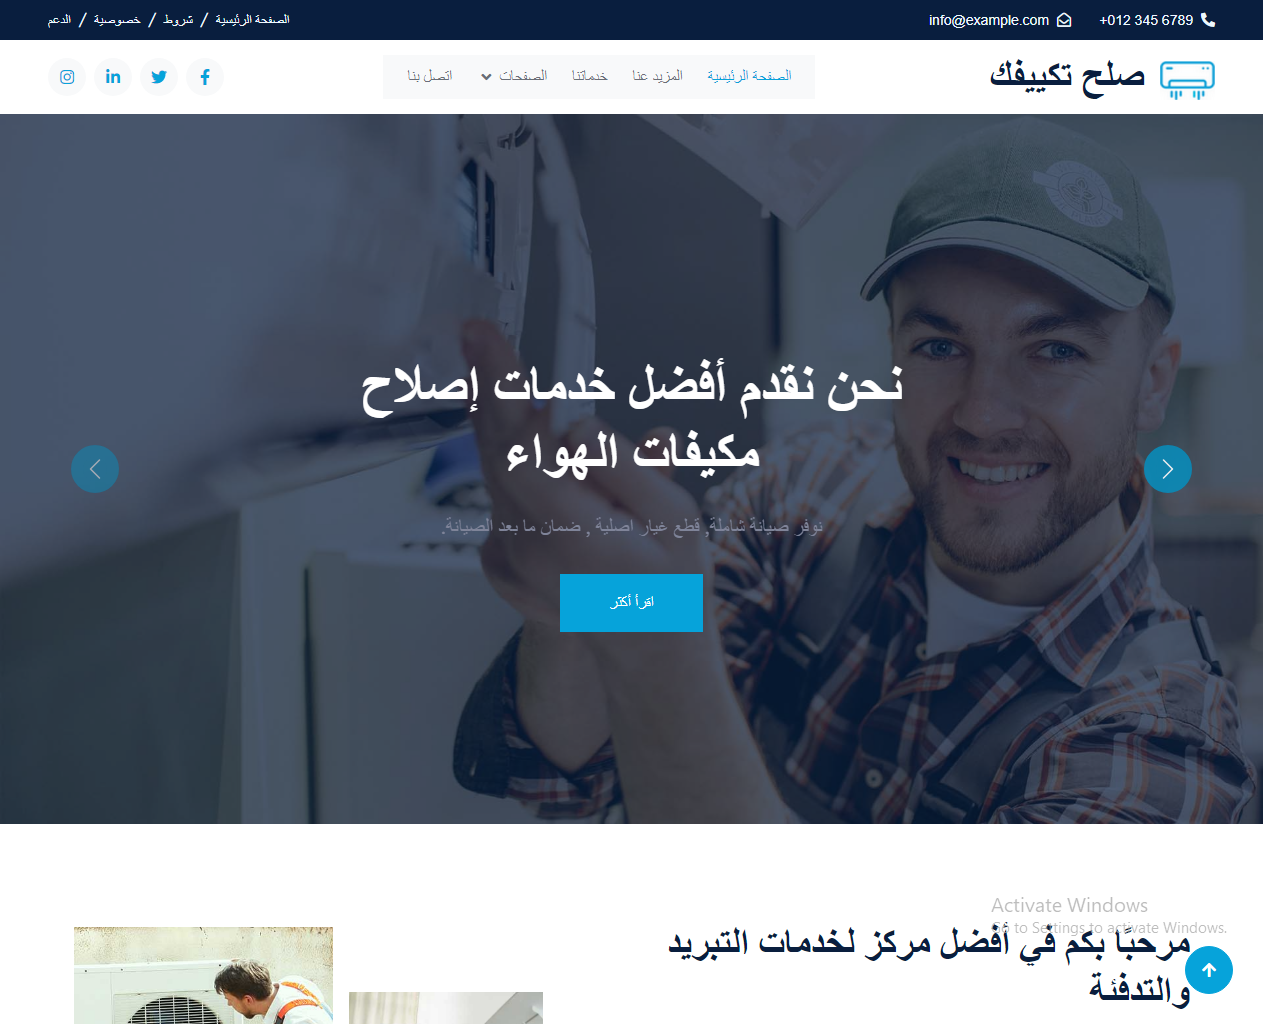 +012 345 6789
info@example.com
الصفحة الرئيسية / شروط / خصوصية / الدعم
صلح تكييفك
الصفحة الرئيسية
المزيد عنا
خدماتنا
الصفحات
اتصل بنا
نحن نقدم أفضل خدمات إصلاح
مكيفات الهواء
نوفر صيانة شاملة, قطع غيار اصلية , ضمان ما بعد الصيانة.
اقرأ أكثر
Activate Windows
Go to Settings to activate Windows.
مرحبًا بكم في أفضل مركز لخدمات التبريد
والتدفئة